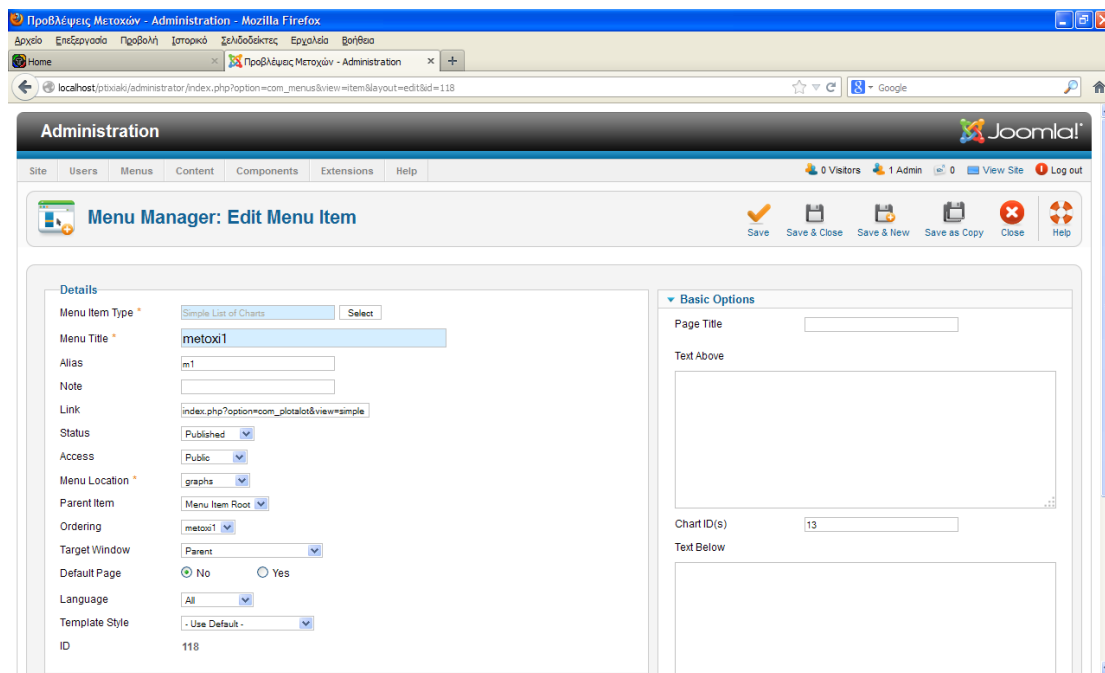 Προβλέψεις Μετοχών - Administration - Mozilla Firefox
Αρχείο Επεξεργασία Προβολή Ιστορικό Σελιδοδείκτες Εργαλεία Βοήθεια
Home
Προβλέψεις Μετοχών - Administration
localhost/ptixiaki/administrator/index.php?option=com_menus&view=item&layout=edit&id=118
Google
Administration
Joomla!
Site Users Menus Content Components Extensions Help
0 Visitors 1 Admin 0 View Site Log out
Menu Manager: Edit Menu Item
Save Save & Close Save & New Save as Copy Close Help
Details
Menu Item Type * Simple List of Charts Select
Menu Title * metoxi1
Alias m1
Note
Link index.php?option=com_plotalot&view=simple
Status Published
Access Public
Menu Location * graphs
Parent Item Menu Item Root
Ordering metoxi1
Target Window Parent
Default Page No Yes
Language All
Template Style - Use Default -
ID 118
Basic Options
Page Title
Text Above
Chart ID(s) 13
Text Below